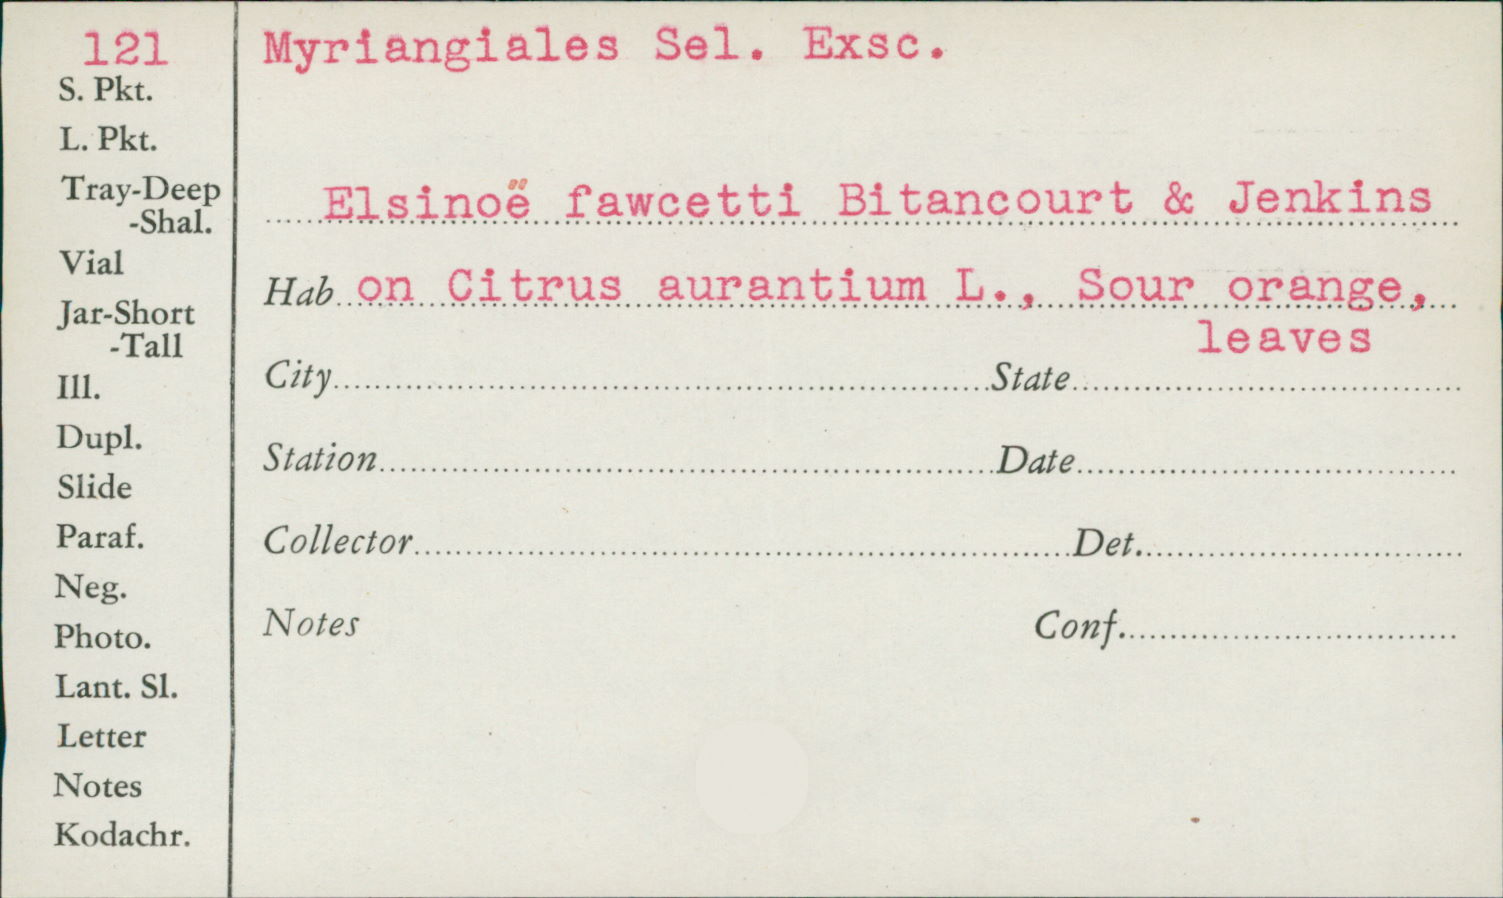 121
S. Pkt.
L. Pkt.
Tray-Deep
-Shal.
Vial
Jar-Short
-Tall
Ill.
Dupl.
Slide
Paraf.
Neg.
Photo.
Lant. Sl.
Letter
Notes
Kodachr.
Myriangiales Sel. Exsc.
Elsinoë fawcetti Bitancourt & Jenkins
Hab on Citrus aurantium L., Sour orange,
leaves
City State
Station Date
Collector Det.
Notes Conf.